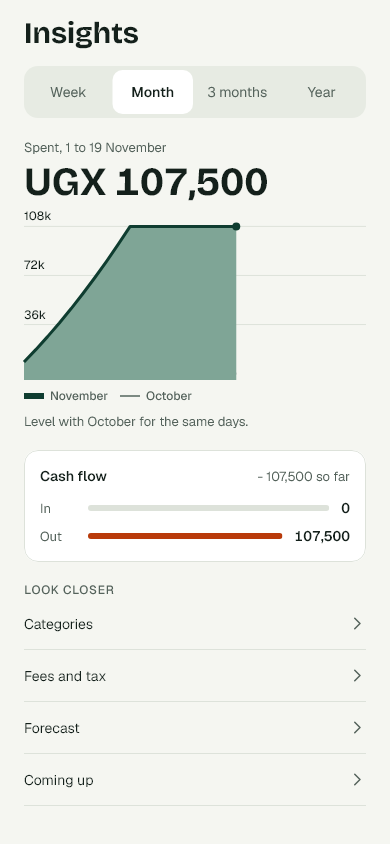 Insights
Week
Month
3 months
Year
Spent, 1 to 19 November
UGX 107,500
108k
72k
36k
November
October
Level with October for the same days.
Cash flow
- 107,500 so far
In
0
Out
107,500
LOOK CLOSER
Categories
Fees and tax
Forecast
Coming up